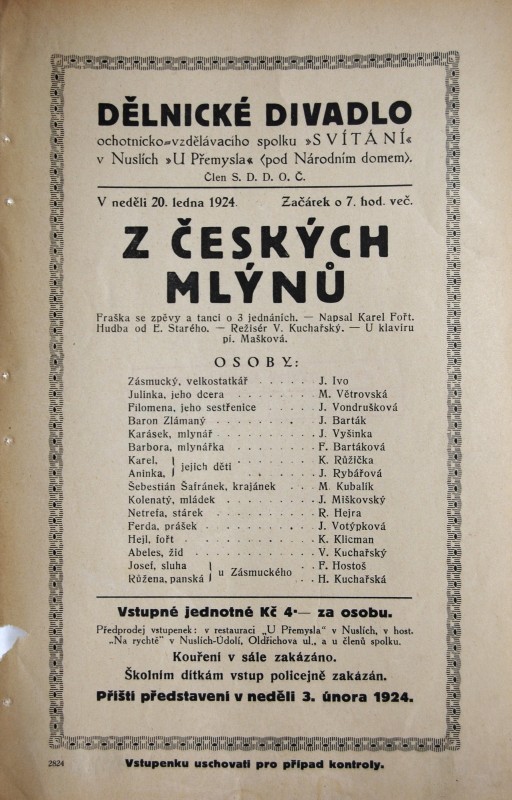 DĚLNICKÉ DIVADLO
ochotnicko=vzdělávacího spolku »SVÍTÁNÍ«
v Nuslích »U Přemysla« (pod Národním domem).
Člen S. D. D. O. Č.
V neděli 20. ledna 1924. Začárek o 7. hod. več.
Z ČESKÝCH
MLÝNŮ
Fraška se zpěvy a tanci o 3 jednáních. — Napsal Karel Fořt.
Hudba od E. Starého. — Režisér V. Kuchařský. — U klavíru
pí. Mašková.
OSOBY:
Zásmucký, velkostatkář . . . . . J. Ivo
Julinka, jeho dcera . . . . . . . M. Větrovská
Filomena, jeho sestřenice . . . . J. Vondrušková
Baron Zlámaný . . . . . . . . J. Barták
Karásek, mlynář . . . . . . . . J. Vyšinka
Barbora, mlynářka . . . . . . . F. Bartáková
Karel, } jejich děti . . . . . . . K. Růžička
Aninka, } . . . . . . . J. Rybářová
Šebestián Šafránek, krajánek . . . M. Kubalík
Kolenatý, mládek . . . . . . . J. Miškovský
Netrefa, stárek . . . . . . . . R. Hejra
Ferda, prášek . . . . . . . . . J. Votýpková
Hejl, fořt . . . . . . . . . . K. Klicman
Abeles, žid . . . . . . . . . . V. Kuchařský
Josef, sluha } u Zásmuckého . . F. Hostoš
Růžena, panská } . . H. Kuchařská
Vstupné jednotné Kč 4·— za osobu.
Předprodej vstupenek: v restauraci „U Přemysla“ v Nuslích, v host.
„Na rychtě“ v Nuslích-Údolí, Oldřichova ul., a u členů spolku.
Kouření v sále zakázáno.
Školním dítkám vstup policejně zakázán.
Příští představení v neděli 3. února 1924.
2824 Vstupenku uschovati pro případ kontroly.